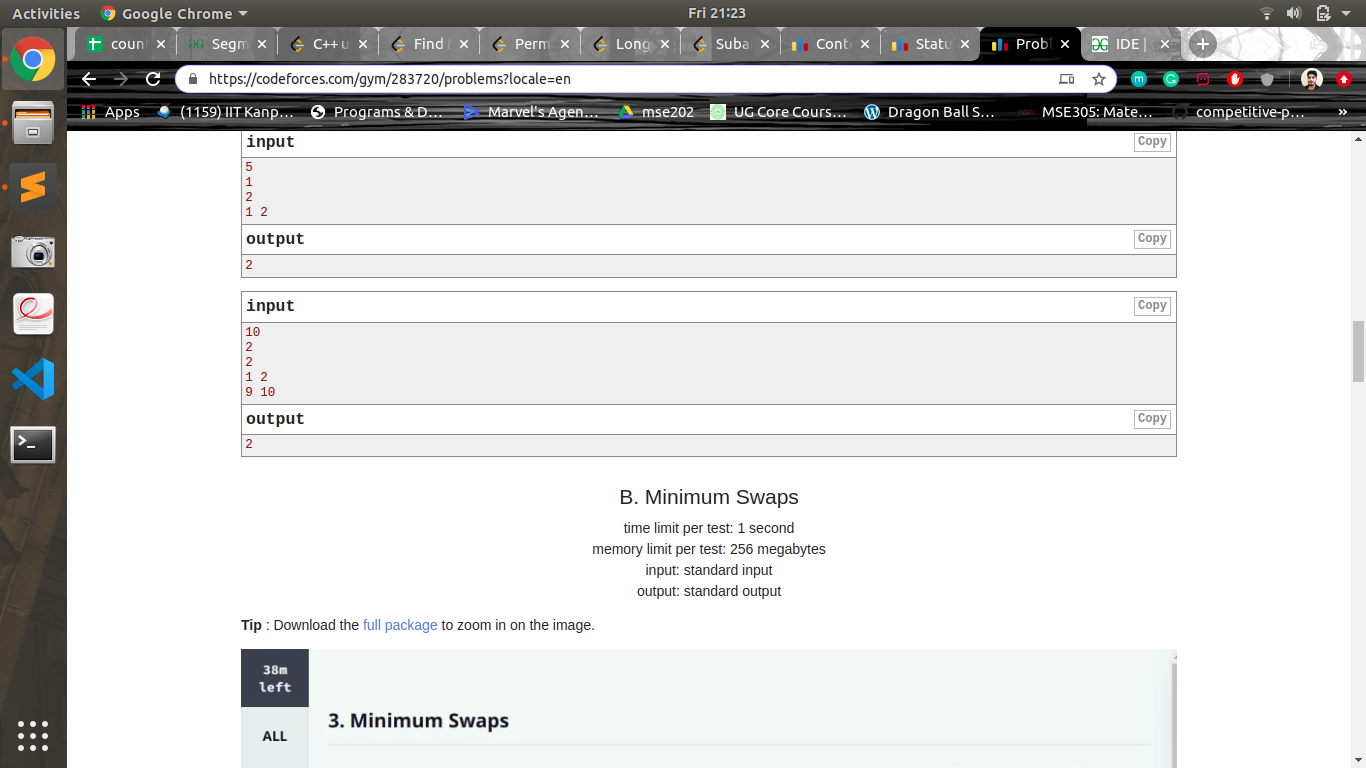 Activities Google Chrome Fri 21:23
coun Segm C++ u Find Perm Long Suba Cont Statu Probl IDE |
https://codeforces.com/gym/283720/problems?locale=en
Apps (1159) IIT Kanp... Programs & D... Marvel's Agen... mse202 UG Core Cours... Dragon Ball S... MSE305: Mate... competitive-p... »
input Copy
5
1
2
1 2
output Copy
2
input Copy
10
2
2
1 2
9 10
output Copy
2
B. Minimum Swaps
time limit per test: 1 second
memory limit per test: 256 megabytes
input: standard input
output: standard output
Tip : Download the full package to zoom in on the image.
38m
left
3. Minimum Swaps
ALL